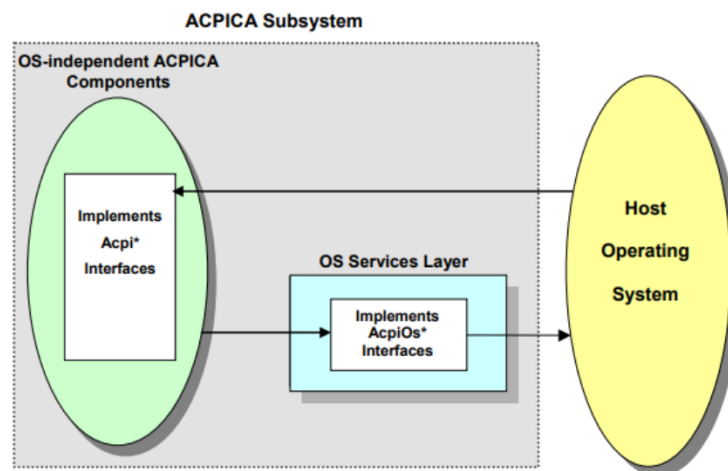 ACPICA Subsystem
OS-independent ACPICA
Components
Implements
Acpi*
Interfaces
OS Services Layer
Implements
AcpiOs*
Interfaces
Host
Operating
System